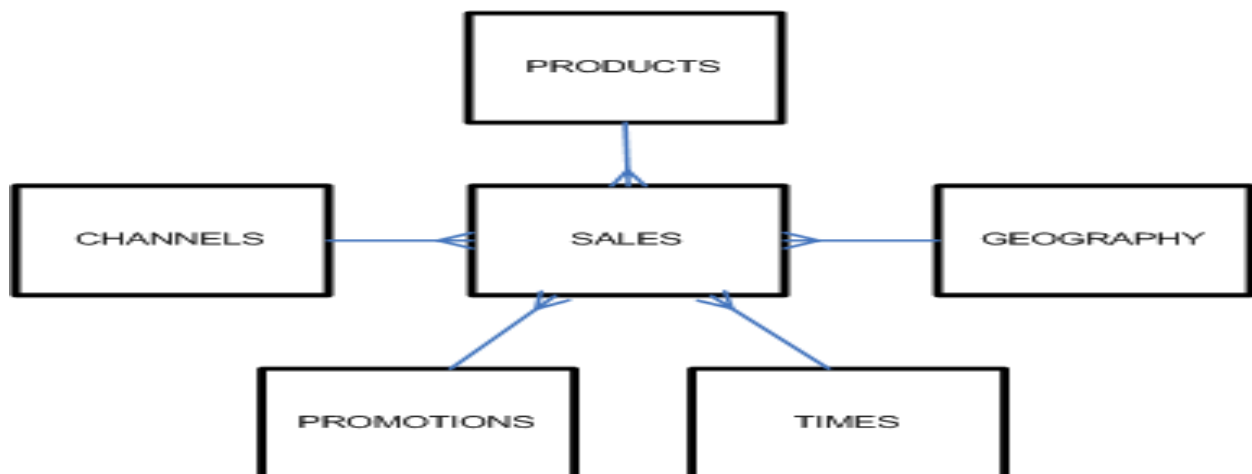 PRODUCTS
CHANNELS
SALES
GEOGRAPHY
PROMOTIONS
TIMES